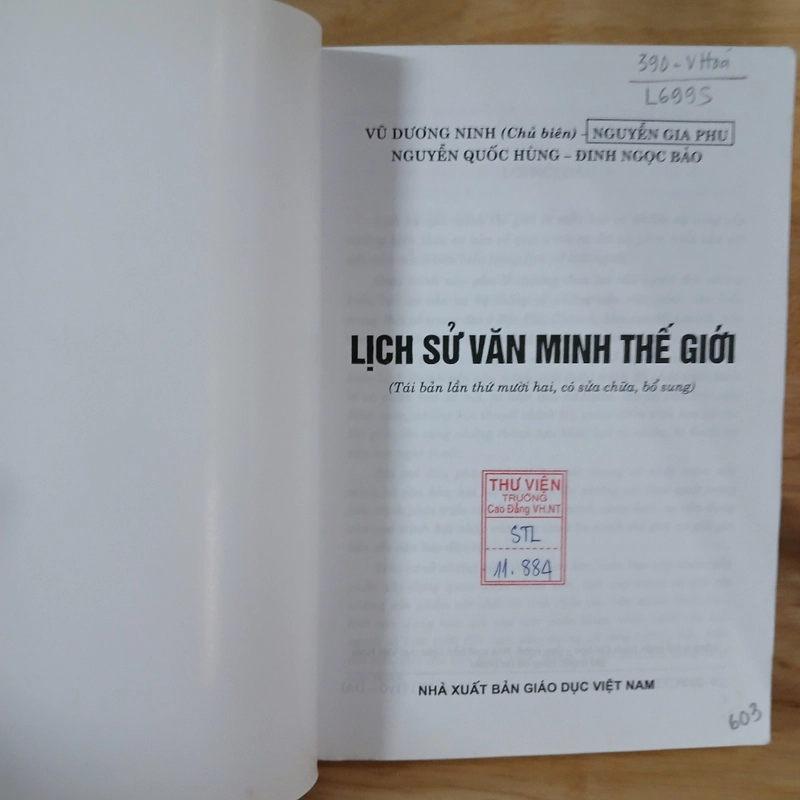 390-VHoá
L699S
VŨ DƯƠNG NINH (Chủ biên) - NGUYỄN GIA PHU
NGUYỄN QUỐC HÙNG – ĐINH NGỌC BẢO
LỊCH SỬ VĂN MINH THẾ GIỚI
(Tái bản lần thứ mười hai, có sửa chữa, bổ sung)
THƯ VIỆN
TRƯỜNG
Cao Đẳng VH.NT
STL
11.884
NHÀ XUẤT BẢN GIÁO DỤC VIỆT NAM
603